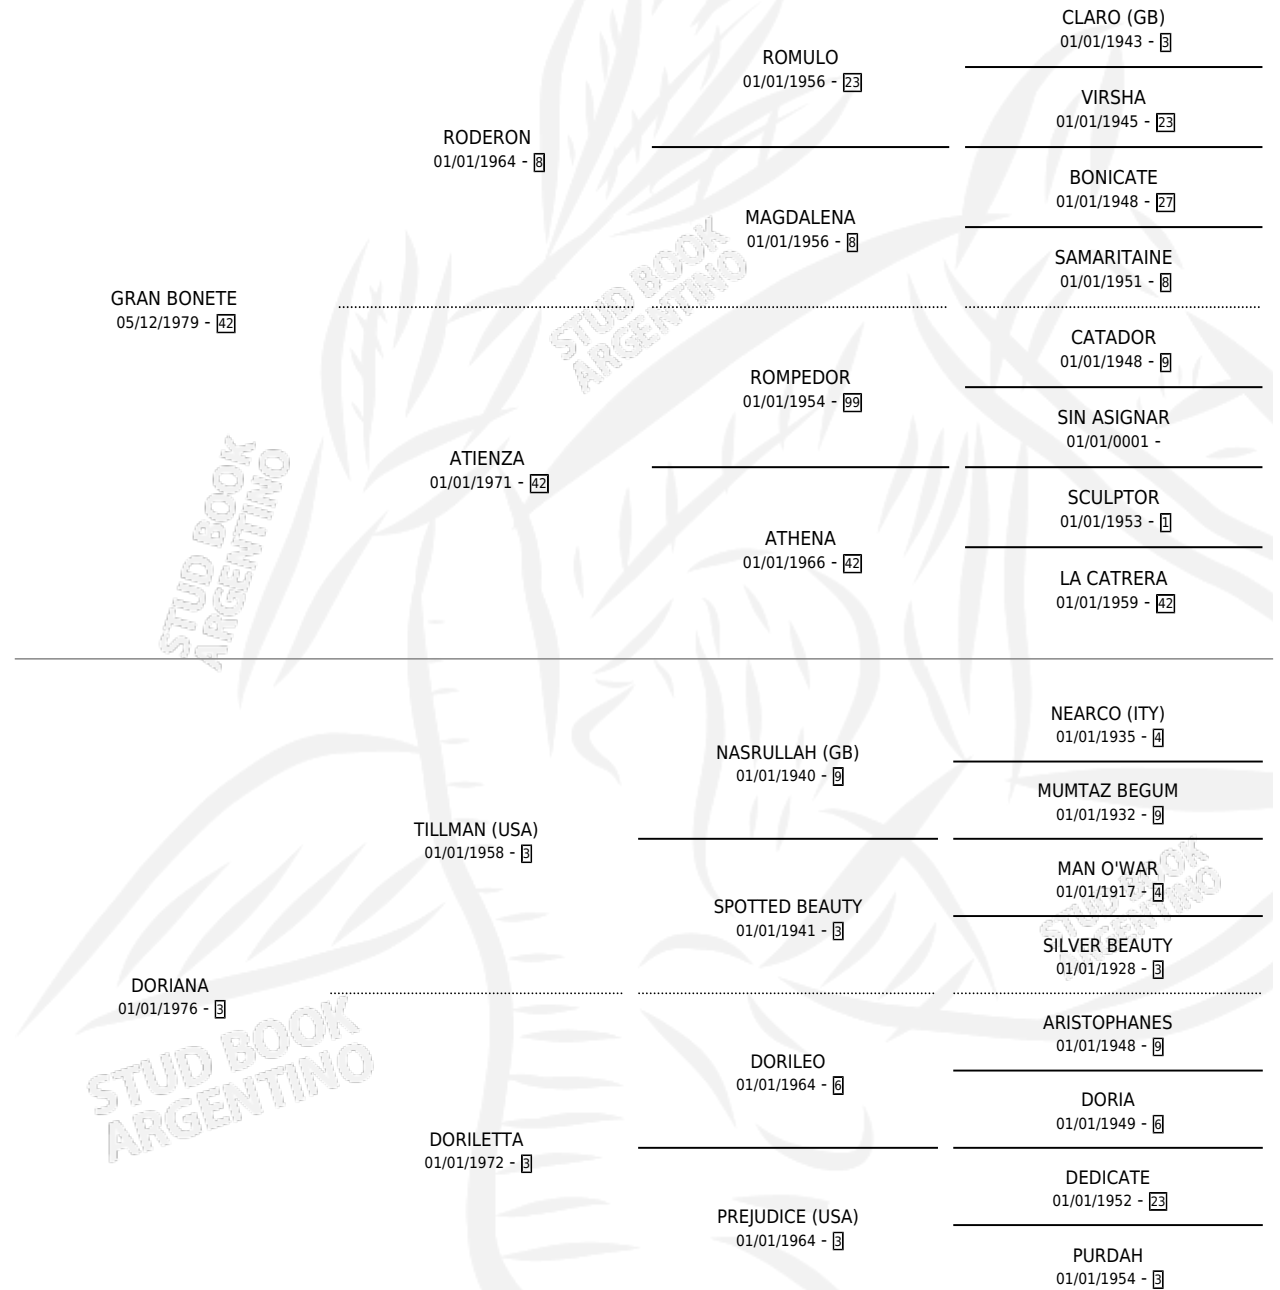 CLARO (GB)
01/01/1943 - 3
ROMULO
01/01/1956 - 23
VIRSHA
01/01/1945 - 23
RODERON
01/01/1964 - 8
BONICATE
01/01/1948 - 27
MAGDALENA
01/01/1956 - 8
SAMARITAINE
01/01/1951 - 8
GRAN BONETE
05/12/1979 - 42
STUD BOOK
ARGENTINO
CATADOR
01/01/1948 - 9
ROMPEDOR
01/01/1954 - 99
SIN ASIGNAR
01/01/0001 -
ATIENZA
01/01/1971 - 42
SCULPTOR
01/01/1953 - 1
ATHENA
01/01/1966 - 42
LA CATRERA
01/01/1959 - 42
STUD BOOK
ARGENTINO
NEARCO (ITY)
01/01/1935 - 4
NASRULLAH (GB)
01/01/1940 - 9
MUMTAZ BEGUM
01/01/1932 - 9
TILLMAN (USA)
01/01/1958 - 3
MAN O'WAR
01/01/1917 - 4
SPOTTED BEAUTY
01/01/1941 - 3
SILVER BEAUTY
01/01/1928 - 3
STUD BOOK
ARGENTINO
DORIANA
01/01/1976 - 3
STUD BOOK
ARGENTINO
ARISTOPHANES
01/01/1948 - 9
DORILEO
01/01/1964 - 6
DORIA
01/01/1949 - 6
DORILETTA
01/01/1972 - 3
DEDICATE
01/01/1952 - 23
PREJUDICE (USA)
01/01/1964 - 3
PURDAH
01/01/1954 - 3